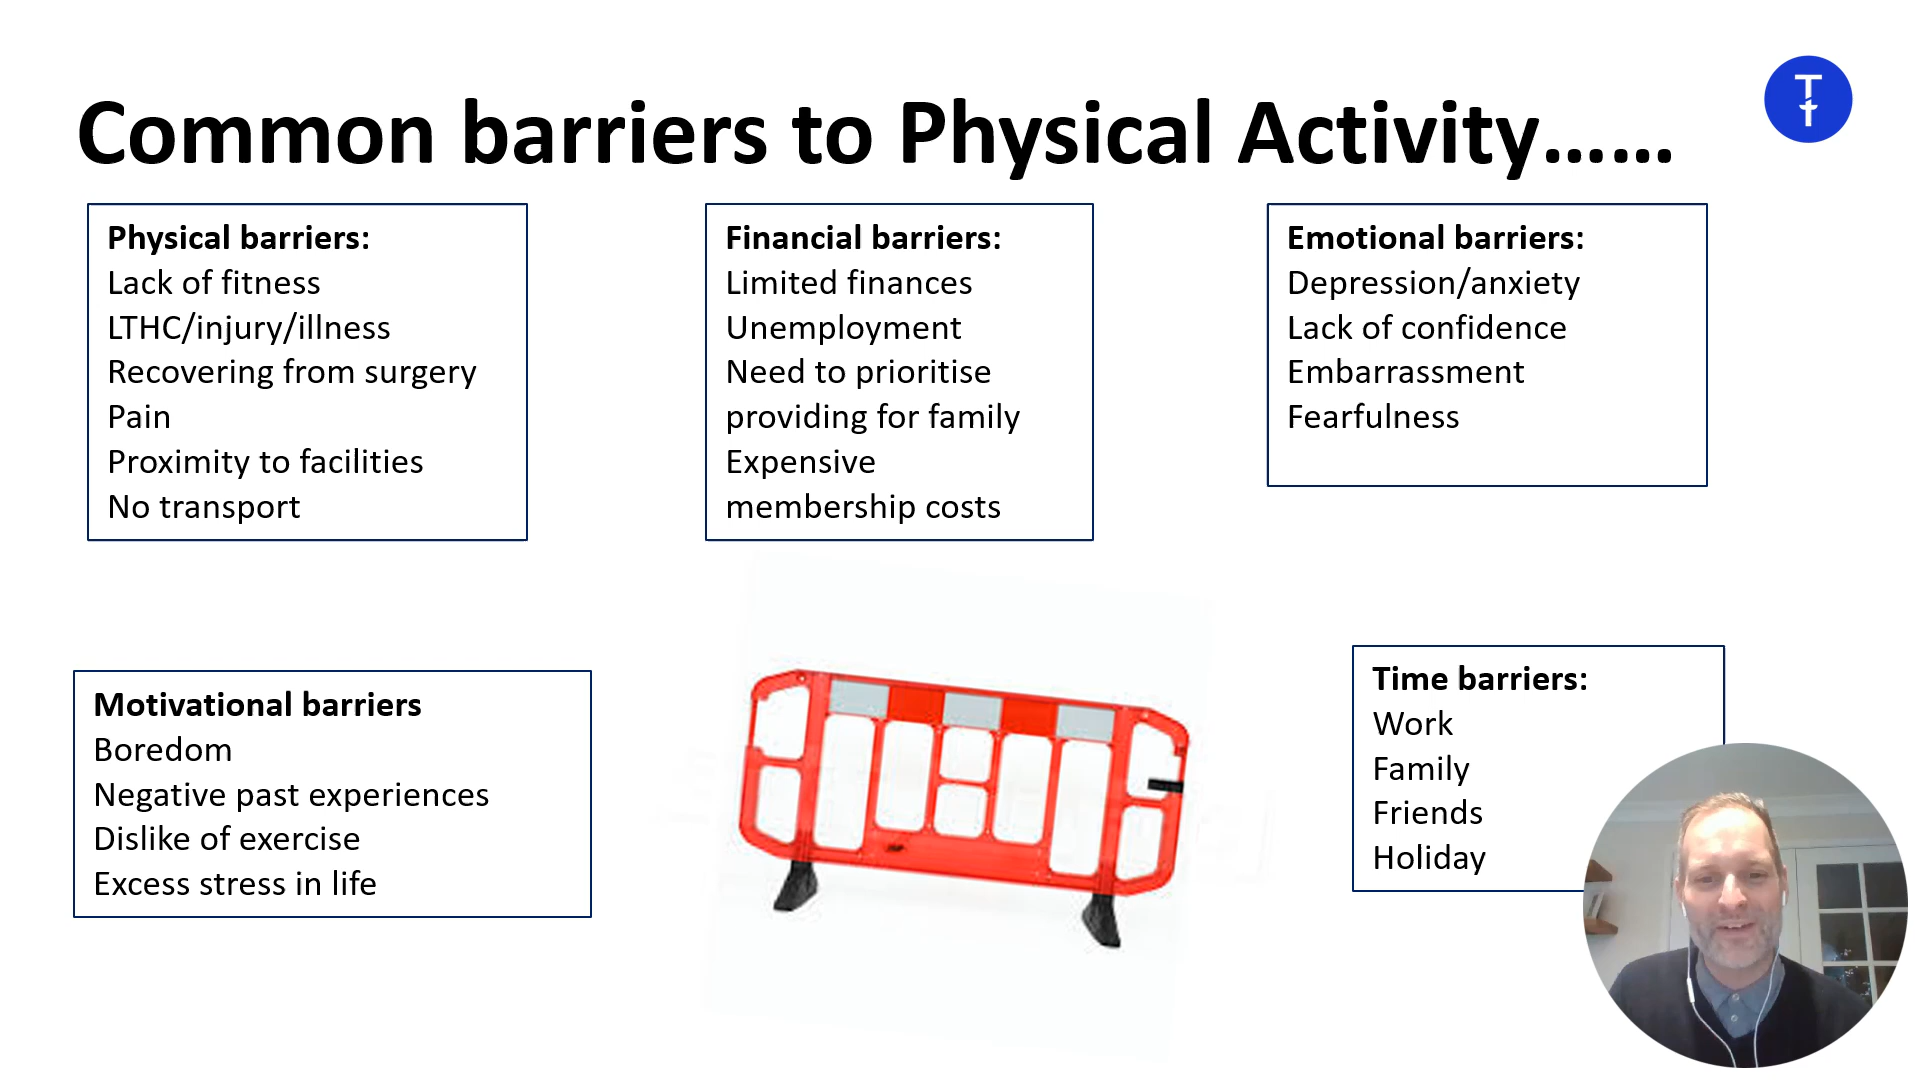 Common barriers to Physical Activity……
Tt
Physical barriers:
Lack of fitness
LTHC/injury/illness
Recovering from surgery
Pain
Proximity to facilities
No transport
Financial barriers:
Limited finances
Unemployment
Need to prioritise
providing for family
Expensive
membership costs
Emotional barriers:
Depression/anxiety
Lack of confidence
Embarrassment
Fearfulness
Motivational barriers
Boredom
Negative past experiences
Dislike of exercise
Excess stress in life
Time barriers:
Work
Family
Friends
Holiday